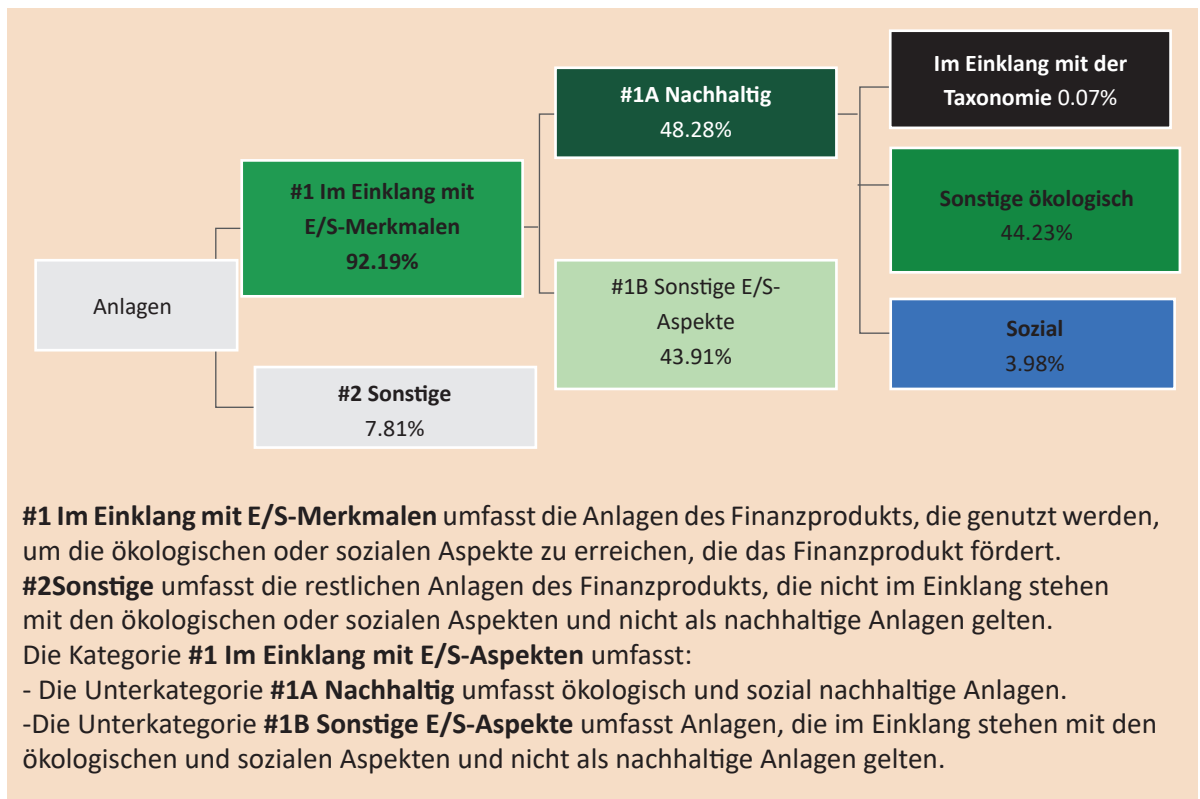 Anlagen
#1 Im Einklang mit
E/S-Merkmalen
92.19%
#2 Sonstige
7.81%
#1A Nachhaltig
48.28%
#1B Sonstige E/S-
Aspekte
43.91%
Im Einklang mit der
Taxonomie 0.07%
Sonstige ökologisch
44.23%
Sozial
3.98%
#1 Im Einklang mit E/S-Merkmalen umfasst die Anlagen des Finanzprodukts, die genutzt werden,
um die ökologischen oder sozialen Aspekte zu erreichen, die das Finanzprodukt fördert.
#2Sonstige umfasst die restlichen Anlagen des Finanzprodukts, die nicht im Einklang stehen
mit den ökologischen oder sozialen Aspekten und nicht als nachhaltige Anlagen gelten.
Die Kategorie #1 Im Einklang mit E/S-Aspekten umfasst:
- Die Unterkategorie #1A Nachhaltig umfasst ökologisch und sozial nachhaltige Anlagen.
-Die Unterkategorie #1B Sonstige E/S-Aspekte umfasst Anlagen, die im Einklang stehen mit den
ökologischen und sozialen Aspekten und nicht als nachhaltige Anlagen gelten.